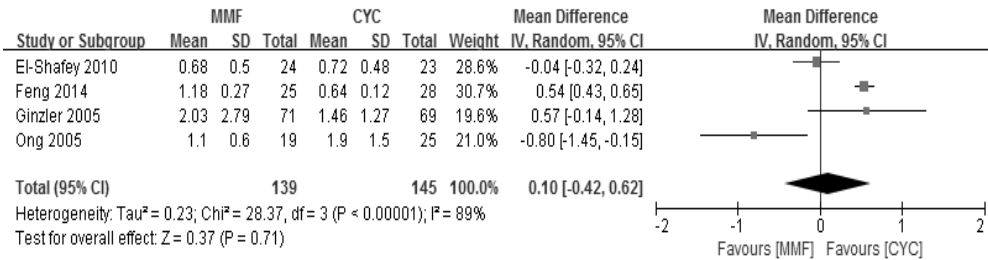 MMF CYC Mean Difference Mean Difference
Study or Subgroup Mean SD Total Mean SD Total Weight IV, Random, 95% CI IV, Random, 95% CI
El-Shafey 2010 0.68 0.5 24 0.72 0.48 23 28.6% -0.04 [-0.32, 0.24]
Feng 2014 1.18 0.27 25 0.64 0.12 28 30.7% 0.54 [0.43, 0.65]
Ginzler 2005 2.03 2.79 71 1.46 1.27 69 19.6% 0.57 [-0.14, 1.28]
Ong 2005 1.1 0.6 19 1.9 1.5 25 21.0% -0.80 [-1.45, -0.15]
Total (95% CI) 139 145 100.0% 0.10 [-0.42, 0.62]
Heterogeneity: Tau² = 0.23; Chi² = 28.37, df = 3 (P < 0.00001); I² = 89%
Test for overall effect: Z = 0.37 (P = 0.71)
-2 -1 0 1 2
Favours [MMF] Favours [CYC]